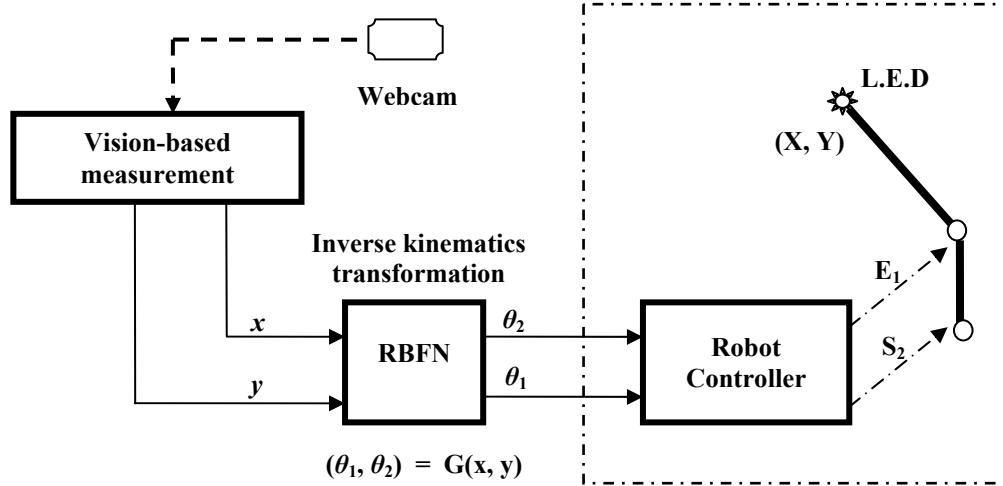 L.E.D
Webcam
(X, Y)
Vision-based
measurement
Inverse kinematics
transformation
E₁
x
θ₂
RBFN
Robot
Controller
S₂
y
θ₁
(θ₁, θ₂) = G(x, y)